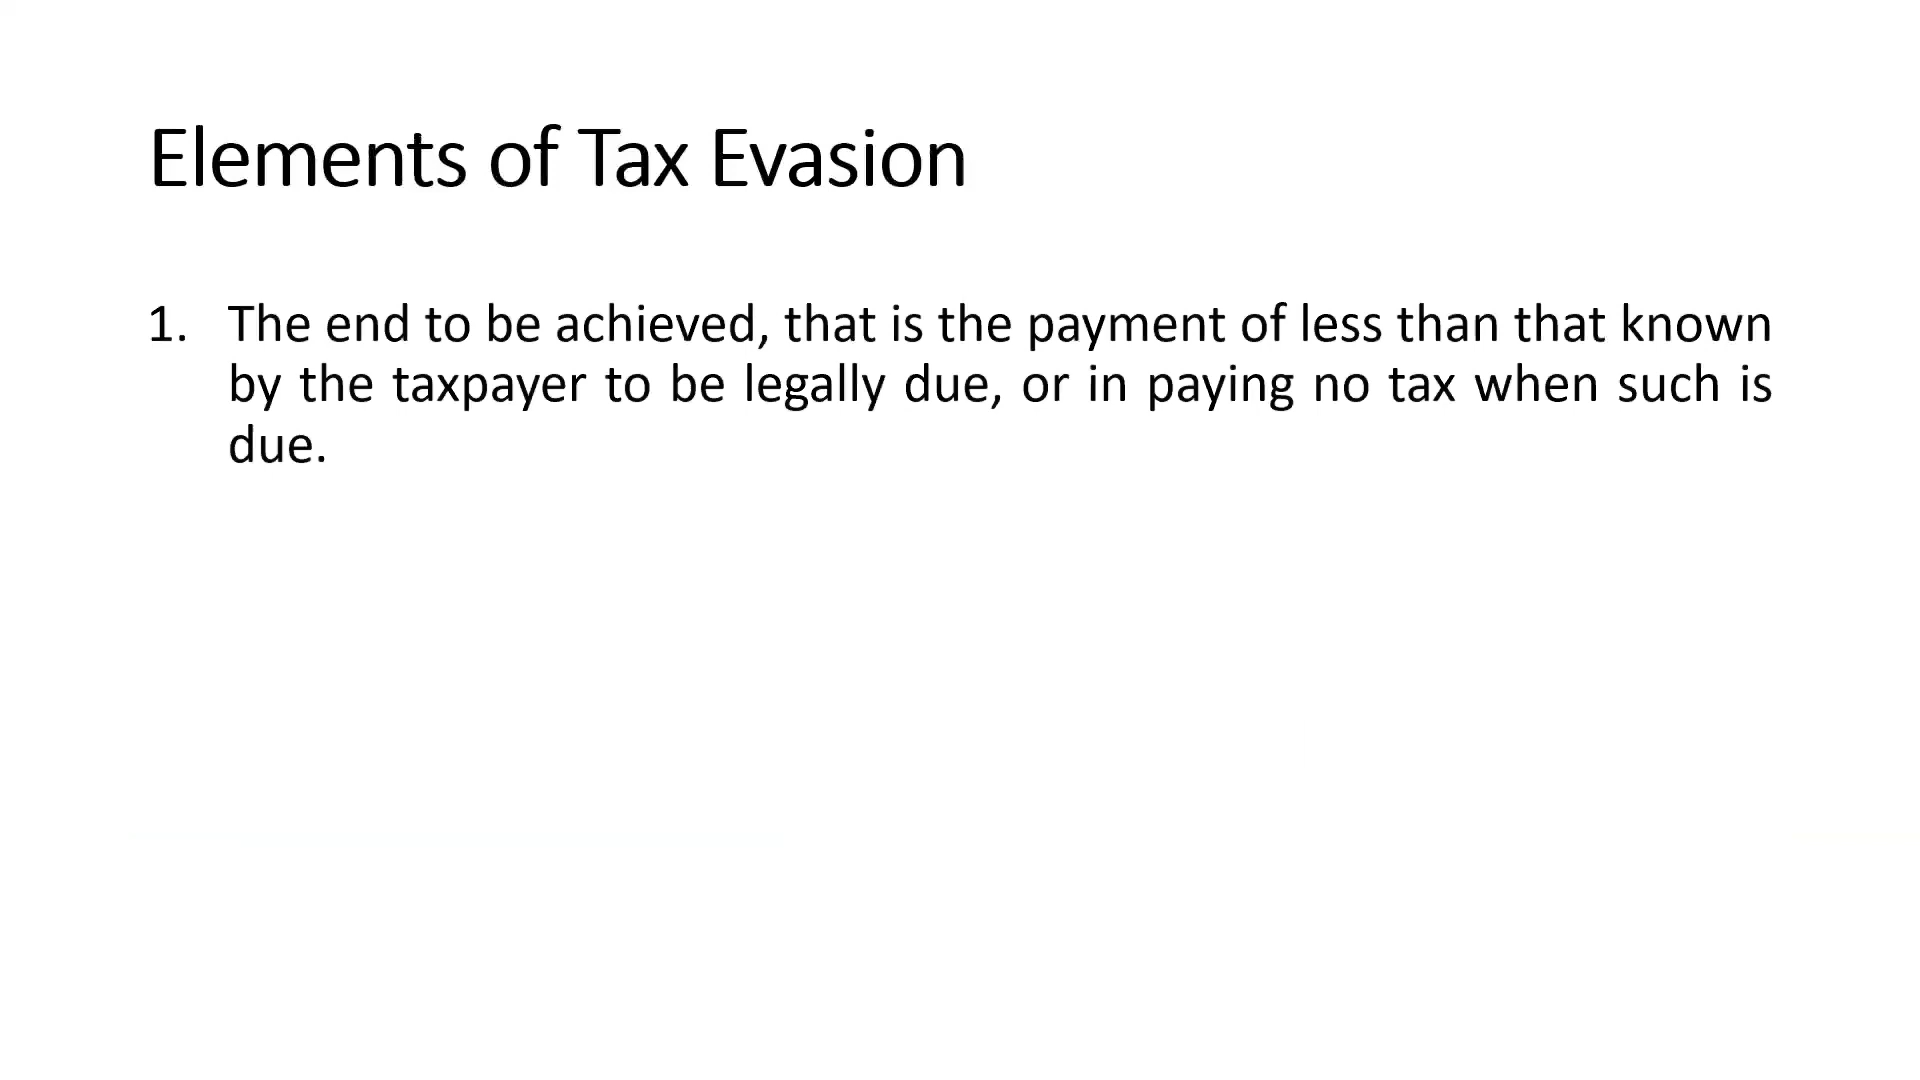 Elements of Tax Evasion
1. The end to be achieved, that is the payment of less than that known
by the taxpayer to be legally due, or in paying no tax when such is
due.